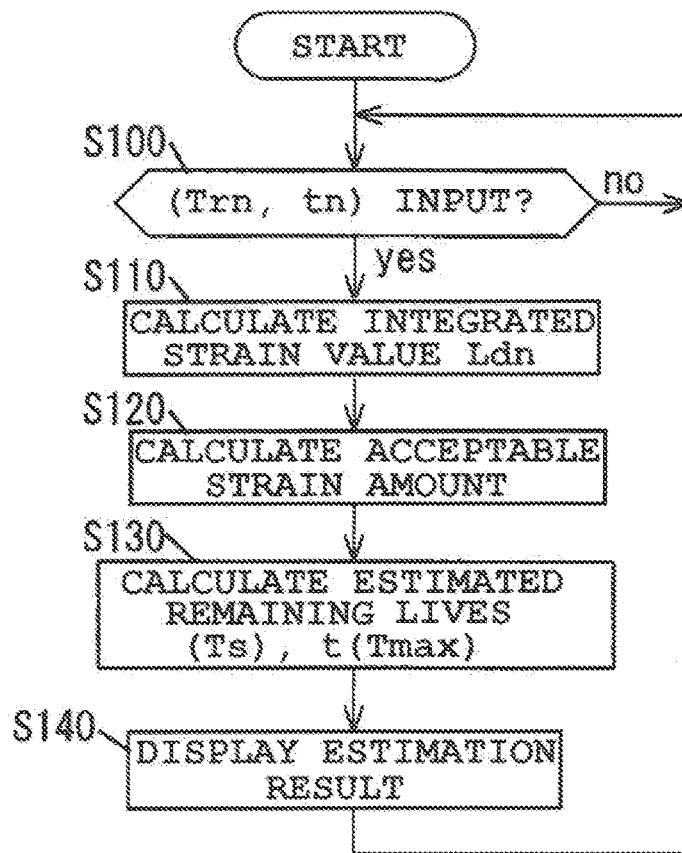 START
S100
(Trn, tn) INPUT?
no
yes
S110
CALCULATE INTEGRATED
STRAIN VALUE Ldn
S120
CALCULATE ACCEPTABLE
STRAIN AMOUNT
S130
CALCULATE ESTIMATED
REMAINING LIVES
(Ts), t(Tmax)
S140
DISPLAY ESTIMATION
RESULT